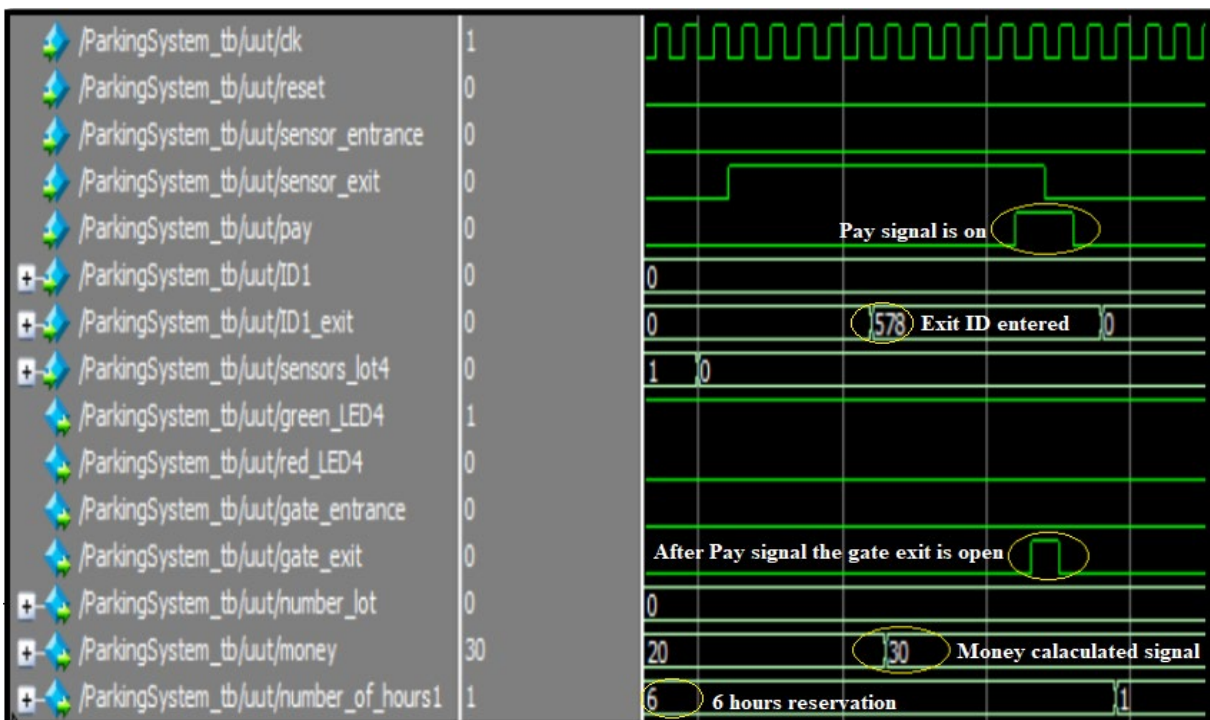 /ParkingSystem_tb/uut/clk 1
/ParkingSystem_tb/uut/reset 0
/ParkingSystem_tb/uut/sensor_entrance 0
/ParkingSystem_tb/uut/sensor_exit 0
/ParkingSystem_tb/uut/pay 0 Pay signal is on
/ParkingSystem_tb/uut/ID1 0 0
/ParkingSystem_tb/uut/ID1_exit 0 0 578 Exit ID entered 0
/ParkingSystem_tb/uut/sensors_lot4 0 1 0
/ParkingSystem_tb/uut/green_LED4 1
/ParkingSystem_tb/uut/red_LED4 0
/ParkingSystem_tb/uut/gate_entrance 0
/ParkingSystem_tb/uut/gate_exit 0 After Pay signal the gate exit is open
/ParkingSystem_tb/uut/number_lot 0 0
/ParkingSystem_tb/uut/money 30 20 30 Money calaculated signal
/ParkingSystem_tb/uut/number_of_hours1 1 6 6 hours reservation 1